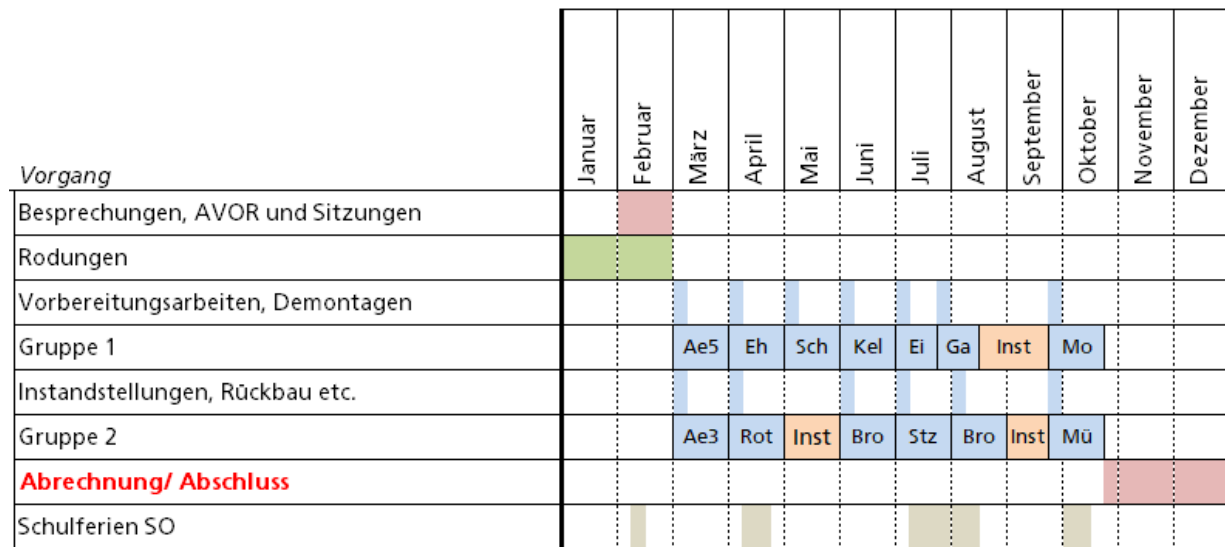 Vorgang Januar Februar März April Mai Juni Juli August September Oktober November Dezember
Besprechungen, AVOR und Sitzungen
Rodungen
Vorbereitungsarbeiten, Demontagen
Gruppe 1 Ae5 Eh Sch Kel Ei Ga Inst Mo
Instandstellungen, Rückbau etc.
Gruppe 2 Ae3 Rot Inst Bro Stz Bro Inst Mü
Abrechnung/ Abschluss
Schulferien SO